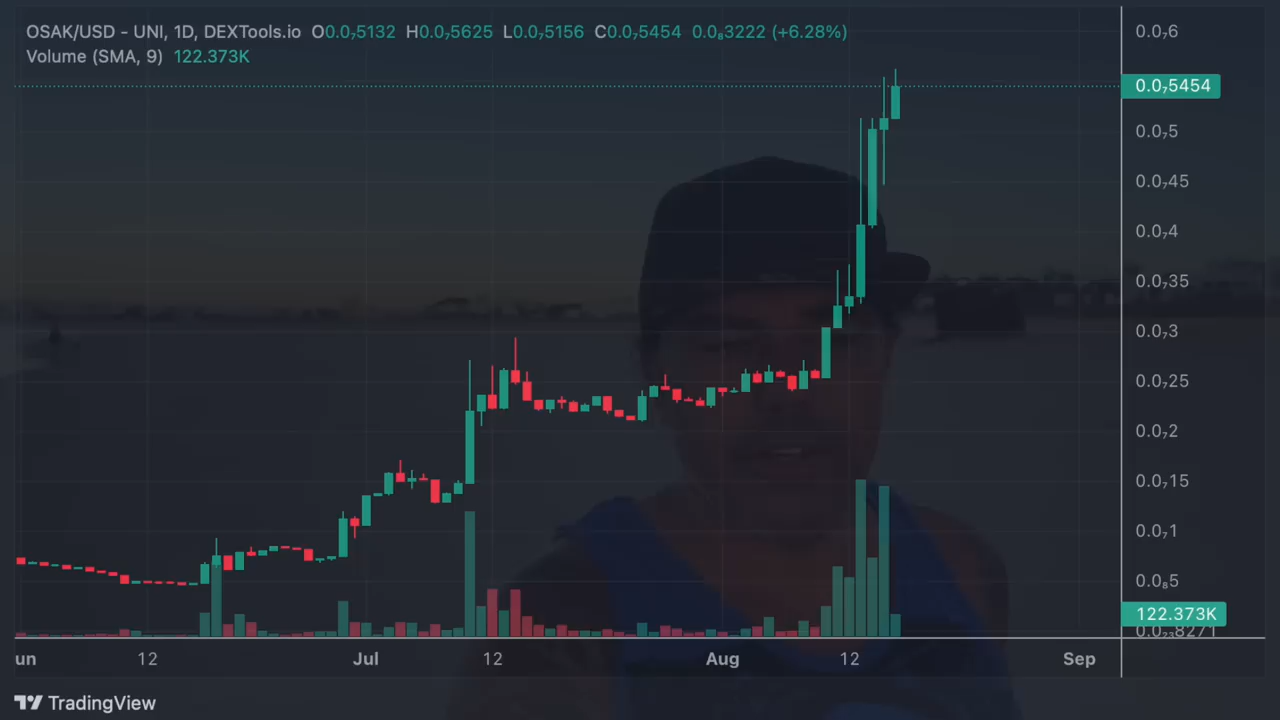 OSAK/USD - UNI, 1D, DEXTools.io O0.0₇5132 H0.0₇5625 L0.0₇5156 C0.0₇5454 0.0₈3222 (+6.28%)
Volume (SMA, 9) 122.373K
0.0₇6
0.0₇5454
0.0₇5
0.0₇45
0.0₇4
0.0₇35
0.0₇3
0.0₇25
0.0₇2
0.0₇15
0.0₇1
0.0₈5
122.373K
0.0₂₃8271
un 12 Jul 12 Aug 12 Sep
TradingView